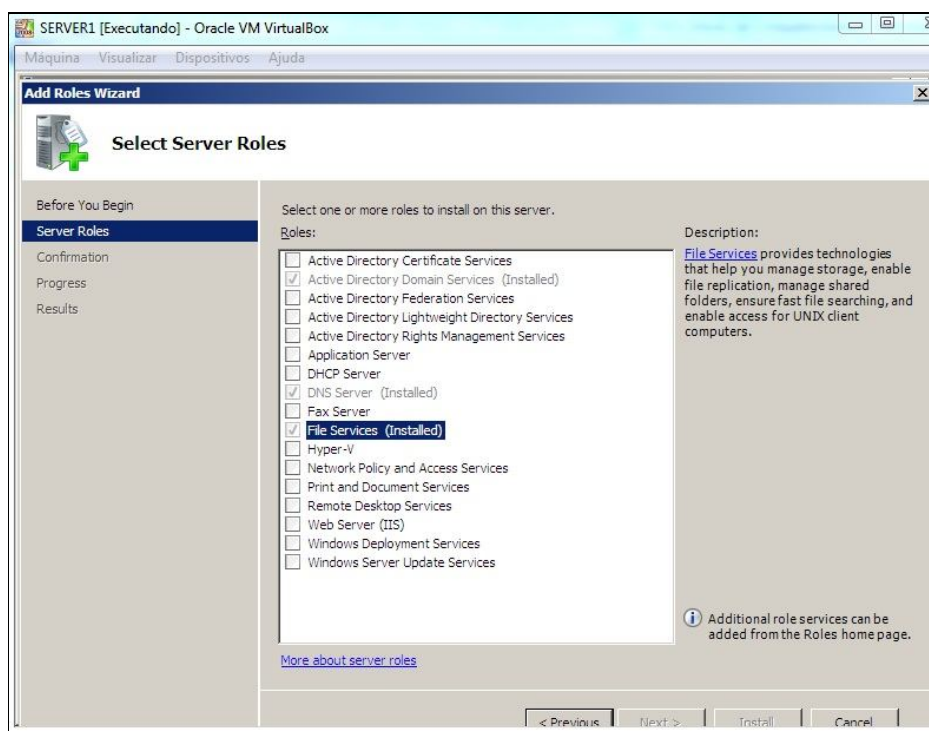 SERVER1 [Executando] - Oracle VM VirtualBox
Máquina Visualizar Dispositivos Ajuda
Add Roles Wizard
Select Server Roles
Before You Begin
Server Roles
Confirmation
Progress
Results
Select one or more roles to install on this server.
Roles:
Active Directory Certificate Services
Active Directory Domain Services (Installed)
Active Directory Federation Services
Active Directory Lightweight Directory Services
Active Directory Rights Management Services
Application Server
DHCP Server
DNS Server (Installed)
Fax Server
File Services (Installed)
Hyper-V
Network Policy and Access Services
Print and Document Services
Remote Desktop Services
Web Server (IIS)
Windows Deployment Services
Windows Server Update Services
More about server roles
Description:
File Services provides technologies
that help you manage storage, enable
file replication, manage shared
folders, ensure fast file searching, and
enable access for UNIX client
computers.
Additional role services can be
added from the Roles home page.
< Previous Next > Install Cancel